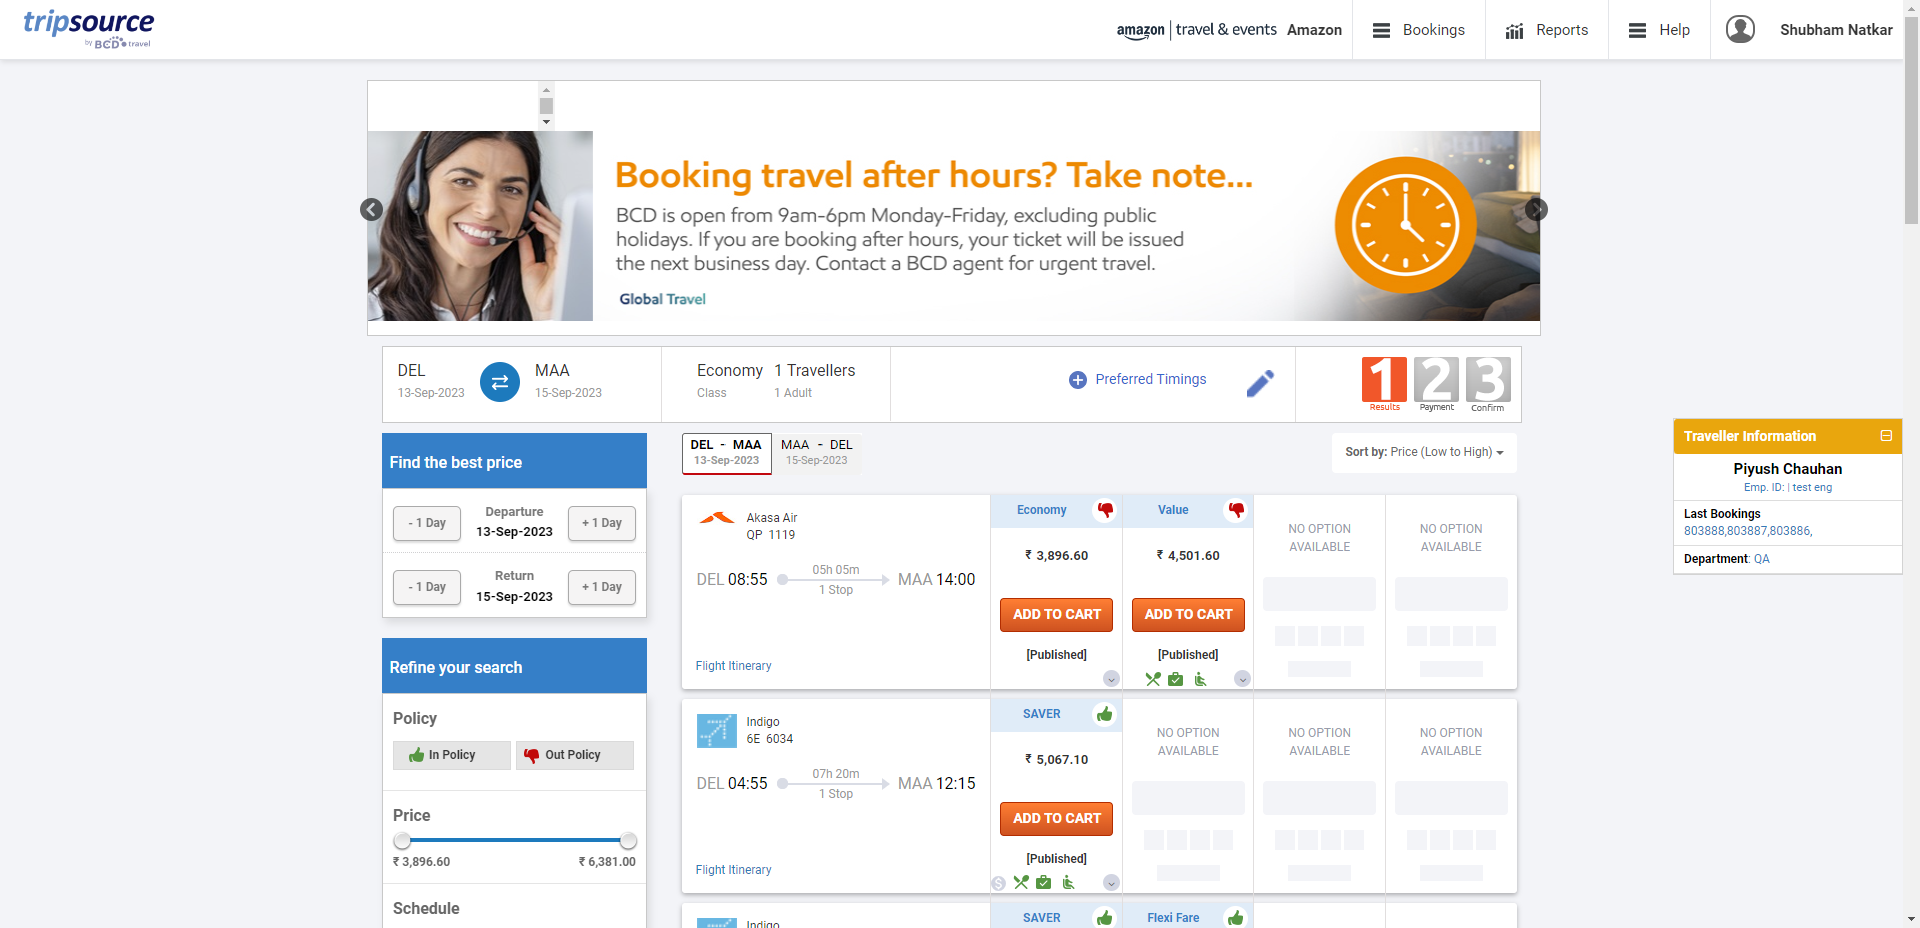 tripsource
by BCD travel
amazon | travel & events Amazon
Bookings
Reports
Help
Shubham Natkar
Booking travel after hours? Take note...
BCD is open from 9am-6pm Monday-Friday, excluding public
holidays. If you are booking after hours, your ticket will be issued
the next business day. Contact a BCD agent for urgent travel.
Global Travel
DEL
13-Sep-2023
MAA
15-Sep-2023
Economy
Class
1 Travellers
1 Adult
Preferred Timings
1 2 3
Results Payment Confirm
Find the best price
- 1 Day
Departure
13-Sep-2023
+ 1 Day
- 1 Day
Return
15-Sep-2023
+ 1 Day
Refine your search
Policy
In Policy
Out Policy
Price
₹ 3,896.60
₹ 6,381.00
Schedule
DEL - MAA
13-Sep-2023
MAA - DEL
15-Sep-2023
Sort by: Price (Low to High)
Akasa Air
QP 1119
DEL 08:55
05h 05m
1 Stop
MAA 14:00
Flight Itinerary
Economy
₹ 3,896.60
ADD TO CART
[Published]
Value
₹ 4,501.60
ADD TO CART
[Published]
NO OPTION
AVAILABLE
NO OPTION
AVAILABLE
Indigo
6E 6034
DEL 04:55
07h 20m
1 Stop
MAA 12:15
Flight Itinerary
SAVER
₹ 5,067.10
ADD TO CART
[Published]
NO OPTION
AVAILABLE
NO OPTION
AVAILABLE
NO OPTION
AVAILABLE
Indigo
SAVER
Flexi Fare
Traveller Information
Piyush Chauhan
Emp. ID: | test eng
Last Bookings
803888,803887,803886,
Department: QA